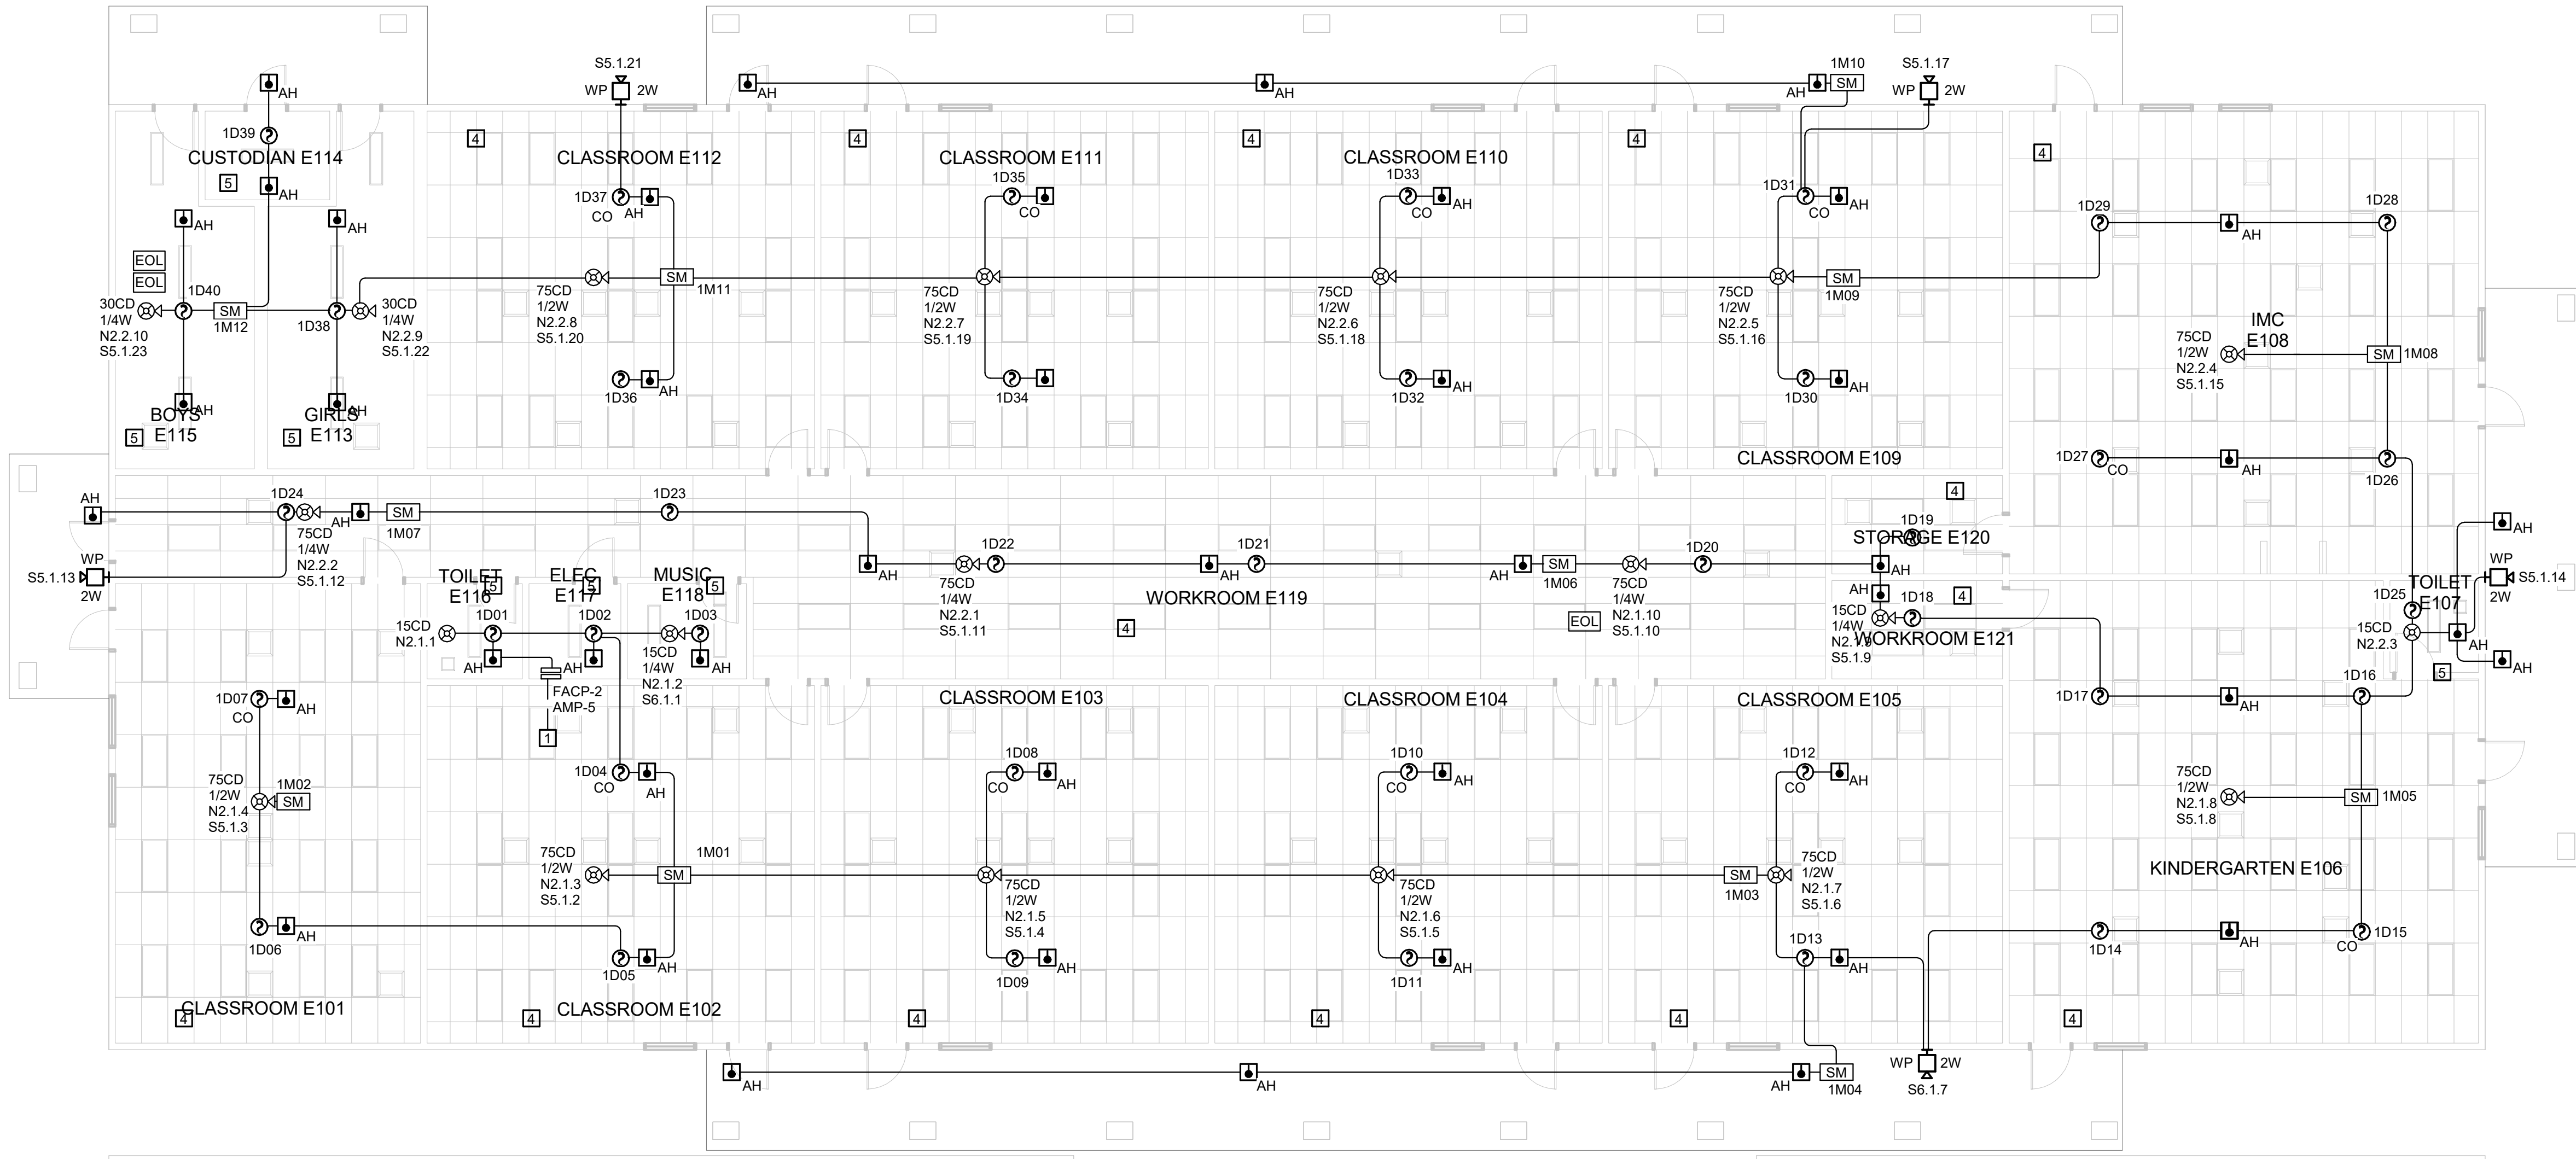 S5.1.21
WP
2W
AH
AH
AH
AH
1M10
SM
S5.1.17
WP
2W
1D39
CUSTODIAN E114
5
AH
4
CLASSROOM E112
4
CLASSROOM E111
4
CLASSROOM E110
4
4
1D37
CO
AH
1D35
CO
1D33
CO
AH
1D31
CO
AH
1D29
AH
1D28
AH
AH
EOL
EOL
1D40
30CD
1/4W
N2.2.10
S5.1.23
SM
1M12
1D38
30CD
1/4W
N2.2.9
S5.1.22
75CD
1/2W
N2.2.8
S5.1.20
SM
1M11
75CD
1/2W
N2.2.7
S5.1.19
75CD
1/2W
N2.2.6
S5.1.18
75CD
1/2W
N2.2.5
S5.1.16
SM
1M09
IMC
E108
75CD
1/2W
N2.2.4
S5.1.15
SM
1M08
1D36
AH
1D34
1D32
AH
1D30
AH
AH
BOYS
E115
5
AH
GIRLS
E113
5
CLASSROOM E109
1D27
CO
AH
1D26
AH
1D24
AH
SM
1M07
1D23
75CD
1/4W
N2.2.2
S5.1.12
4
1D19
STORAGE E120
AH
WP
S5.1.13
2W
TOILET
E116
5
ELEC
E117
5
MUSIC
E118
5
AH
1D22
75CD
1/4W
N2.2.1
S5.1.11
1D21
AH
AH
SM
1M06
1D20
75CD
1/4W
N2.1.10
S5.1.10
AH
AH
1D18
4
15CD
1/4W
N2.1.9
S5.1.9
WORKROOM E121
WORKROOM E119
4
EOL
TOILET
E107
1D25
15CD
N2.2.3
WP
S5.1.14
2W
AH
AH
5
15CD
N2.1.1
1D01
AH
1D02
AH
1D03
AH
15CD
1/4W
N2.1.2
S6.1.1
FACP-2
AMP-5
1
1D07
CO
AH
CLASSROOM E103
CLASSROOM E104
CLASSROOM E105
1D17
AH
1D16
1D04
CO
AH
1D08
CO
AH
1D10
CO
AH
1D12
CO
AH
75CD
1/2W
N2.1.4
S5.1.3
1M02
SM
75CD
1/2W
N2.1.8
S5.1.8
SM
1M05
75CD
1/2W
N2.1.3
S5.1.2
1M01
SM
75CD
1/2W
N2.1.5
S5.1.4
75CD
1/2W
N2.1.6
S5.1.5
SM
1M03
75CD
1/2W
N2.1.7
S5.1.6
KINDERGARTEN E106
1D06
AH
1D05
AH
1D09
AH
1D11
AH
1D13
AH
1D14
AH
1D15
CO
CLASSROOM E101
4
CLASSROOM E102
4
4
4
4
4
AH
AH
AH
SM
1M04
WP
2W
S6.1.7